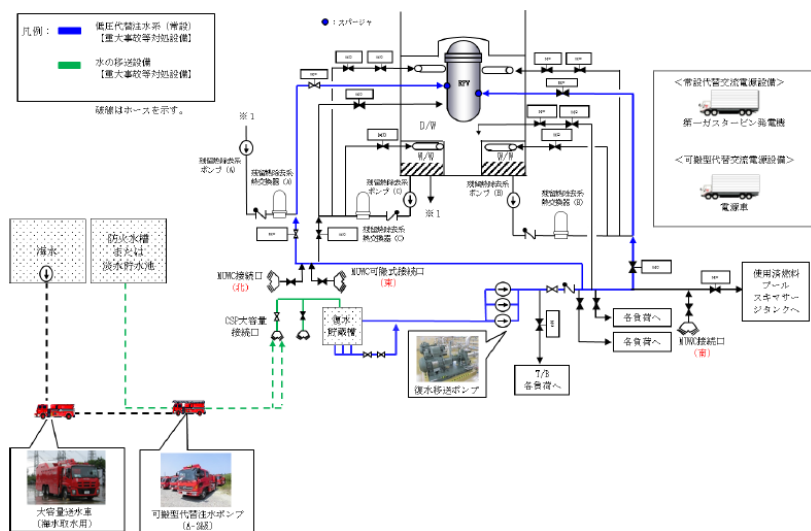 凡例：
低圧代替注水系（常設）
【重大事故等対処設備】
水の移送設備
【重大事故等対処設備】
破線はホースを示す。
：スパージャ
RPV
D/W
W/W
W/W
※1
※1
残留熱除去系
ポンプ(A)
残留熱除去系
熱交換器(A)
残留熱除去系
ポンプ(C)
残留熱除去系
熱交換器(C)
残留熱除去系
ポンプ(B)
残留熱除去系
熱交換器(B)
＜常設代替交流電源設備＞
第一ガスタービン発電機
＜可搬型代替交流電源設備＞
電源車
海水
防火水槽
または
淡水貯水池
MUWC接続口
(北)
MUWC可搬式接続口
(東)
CSP大容量
接続口
復水
貯蔵槽
復水移送ポンプ
T/B
各負荷へ
各負荷へ
各負荷へ
MUWC接続口
(南)
使用済燃料
プール
スキマサー
ジタンクへ
大容量送水車
(海水取水用)
可搬型代替注水ポンプ
(A-2級)